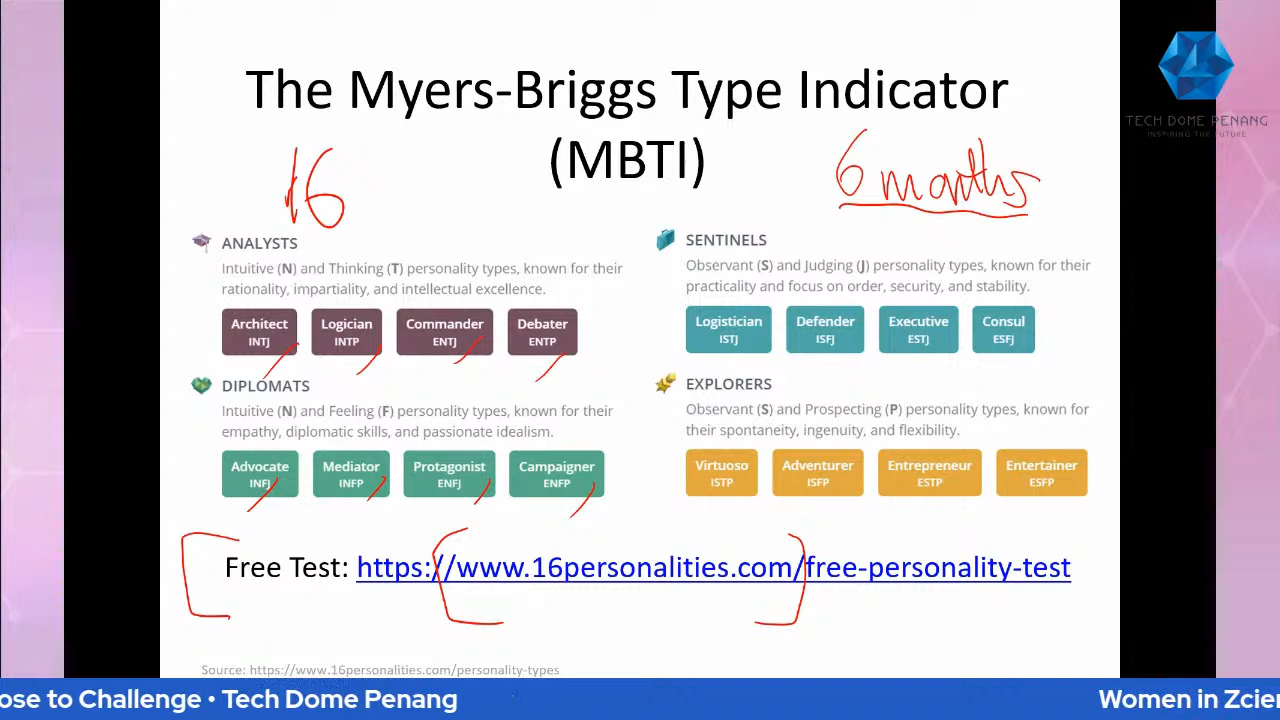 The Myers-Briggs Type Indicator
(MBTI)
TECH DOME PENANG
INSPIRING THE FUTURE
16
6 months
ANALYSTS
Intuitive (N) and Thinking (T) personality types, known for their
rationality, impartiality, and intellectual excellence.
Architect
INTJ
Logician
INTP
Commander
ENTJ
Debater
ENTP
SENTINELS
Observant (S) and Judging (J) personality types, known for their
practicality and focus on order, security, and stability.
Logistician
ISTJ
Defender
ISFJ
Executive
ESTJ
Consul
ESFJ
DIPLOMATS
Intuitive (N) and Feeling (F) personality types, known for their
empathy, diplomatic skills, and passionate idealism.
Advocate
INFJ
Mediator
INFP
Protagonist
ENFJ
Campaigner
ENFP
EXPLORERS
Observant (S) and Prospecting (P) personality types, known for
their spontaneity, ingenuity, and flexibility.
Virtuoso
ISTP
Adventurer
ISFP
Entrepreneur
ESTP
Entertainer
ESFP
Free Test: https://www.16personalities.com/free-personality-test
Source: https://www.16personalities.com/personality-types
ose to Challenge • Tech Dome Penang
Women in Zcien